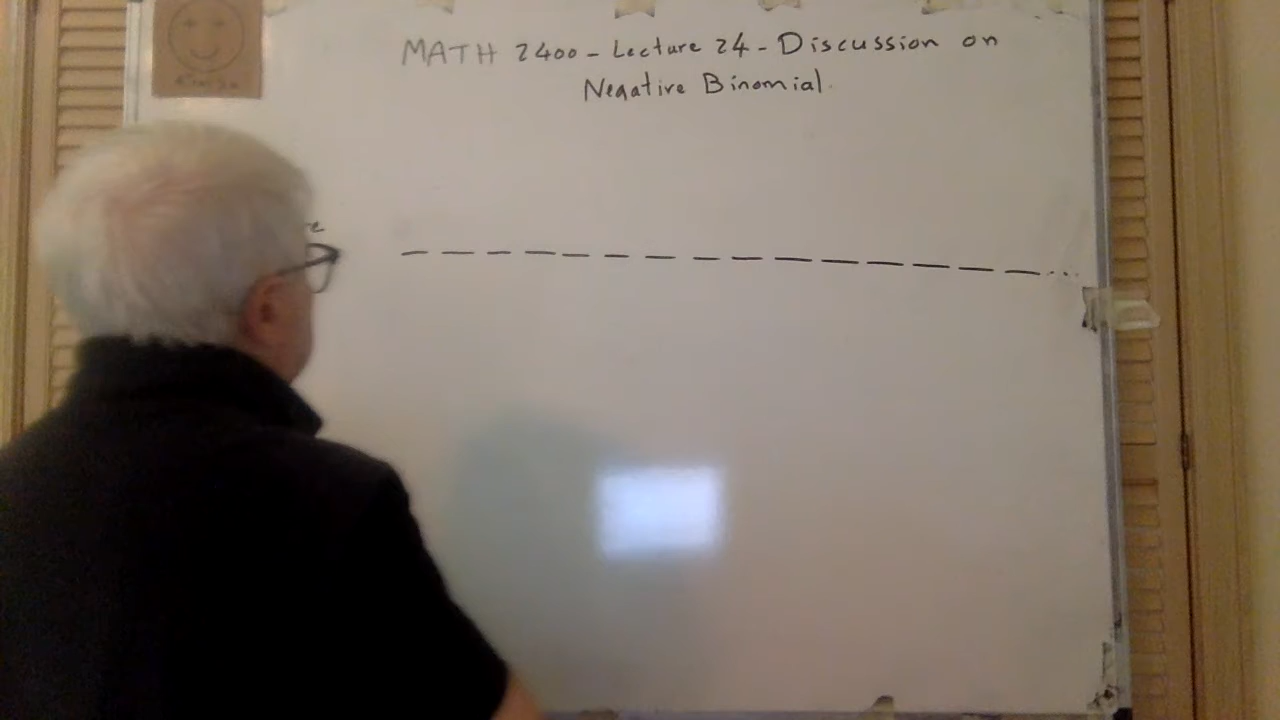 MATH 2400 - Lecture 24 - Discussion on
Negative Binomial.